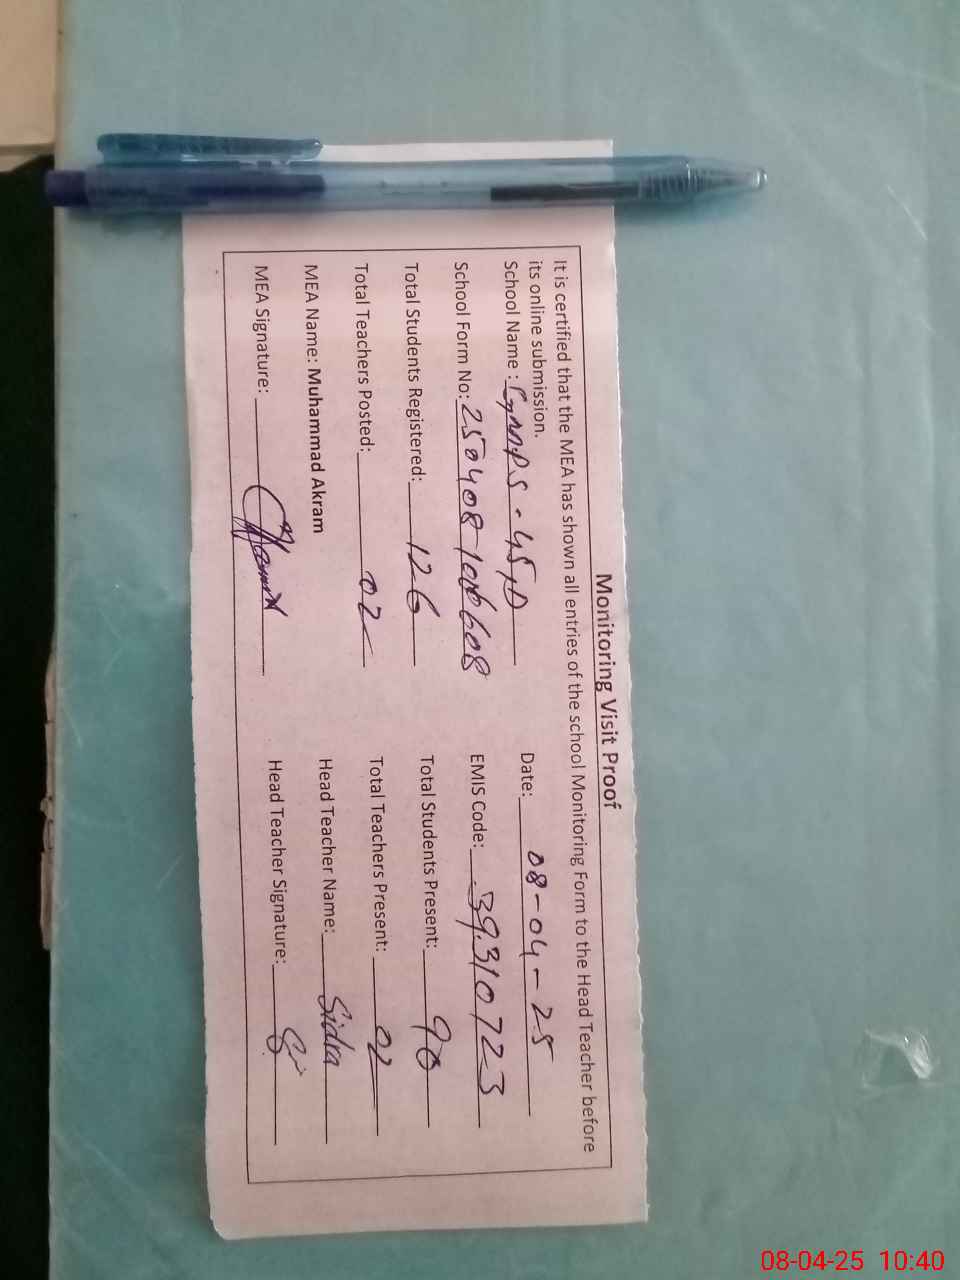 Monitoring Visit Proof
It is certified that the MEA has shown all entries of the school Monitoring Form to the Head Teacher before
its online submission.
School Name : GMMPS - 45,D Date: 08-04-25
School Form No: EMIS Code: 39310723
Total Students Registered: 126 Total Students Present: 90
Total Teachers Posted: 02 Total Teachers Present: 02
MEA Name: Muhammad Akram Head Teacher Name: Sidra
MEA Signature: Head Teacher Signature:
08-04-25 10:40